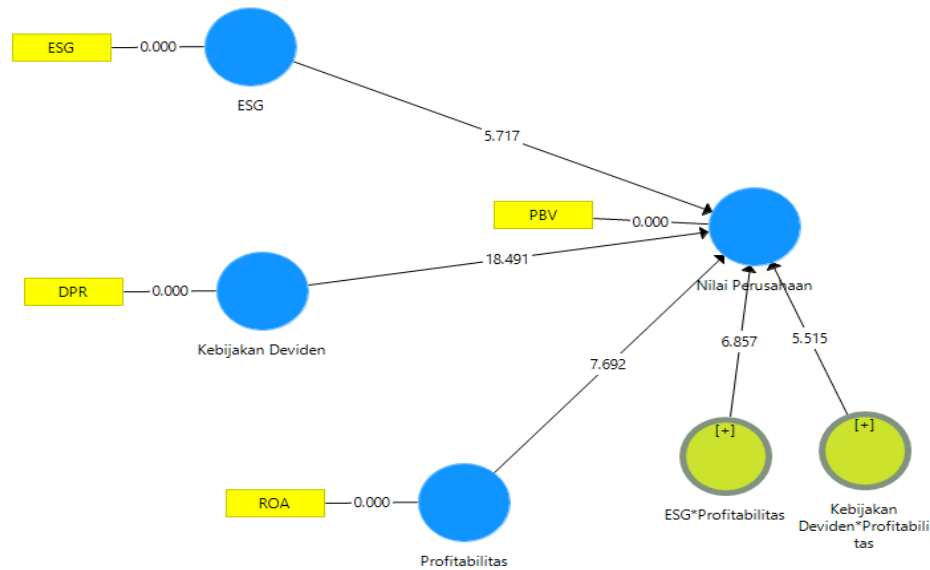 ESG
0.000
ESG
5.717
PBV
0.000
18.491
DPR
0.000
Nilai Perusahaan
Kebijakan Deviden
6.857
5.515
7.692
[+]
[+]
ROA
0.000
ESG*Profitabilitas
Kebijakan
Deviden*Profitabili
tas
Profitabilitas